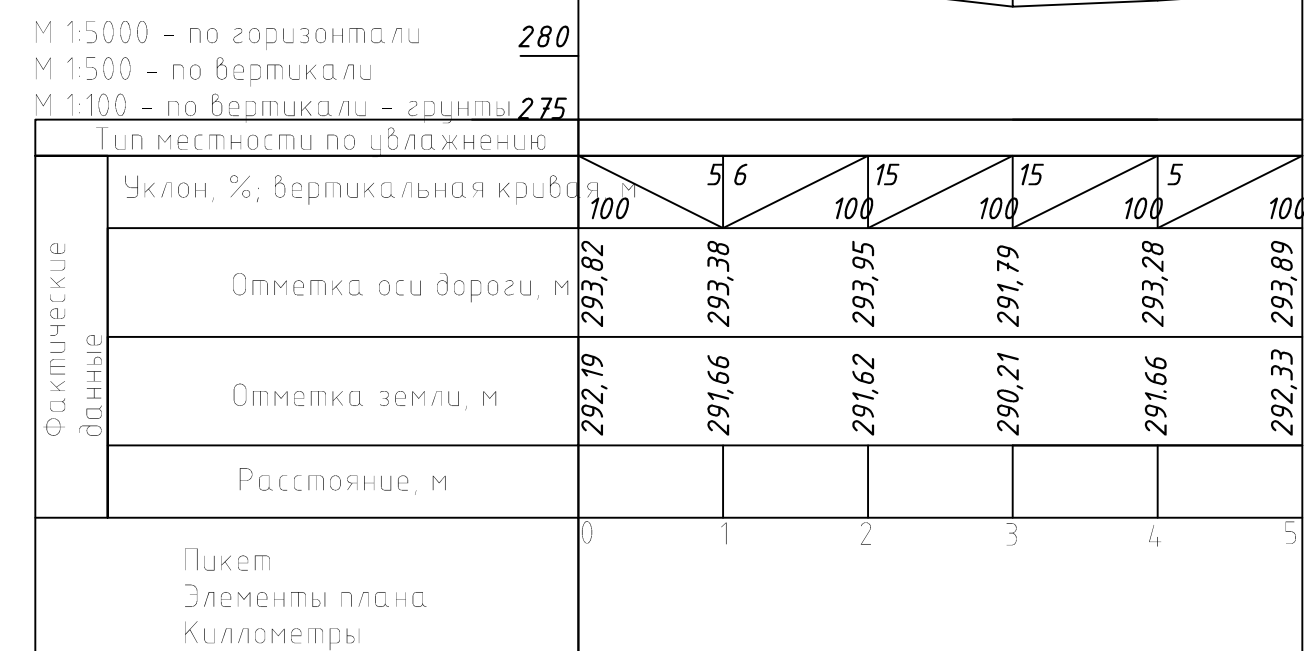 М 1:5000 - по горизонтали
280
М 1:500 - по вертикали
М 1:100 - по вертикали - грунты
275
Тип местности по увлажнению
Уклон, %; вертикальная кривая, м
5 6 15 15 5
100 100 100 100 100
Фактические
данные
Отметка оси дороги, м
293,82 293,38 293,95 291,79 293,28 293,89
Отметка земли, м
292,19 291,66 291,62 290,21 291.66 292,33
Расстояние, м
0 1 2 3 4 5
Пикет
Элементы плана
Киллометры